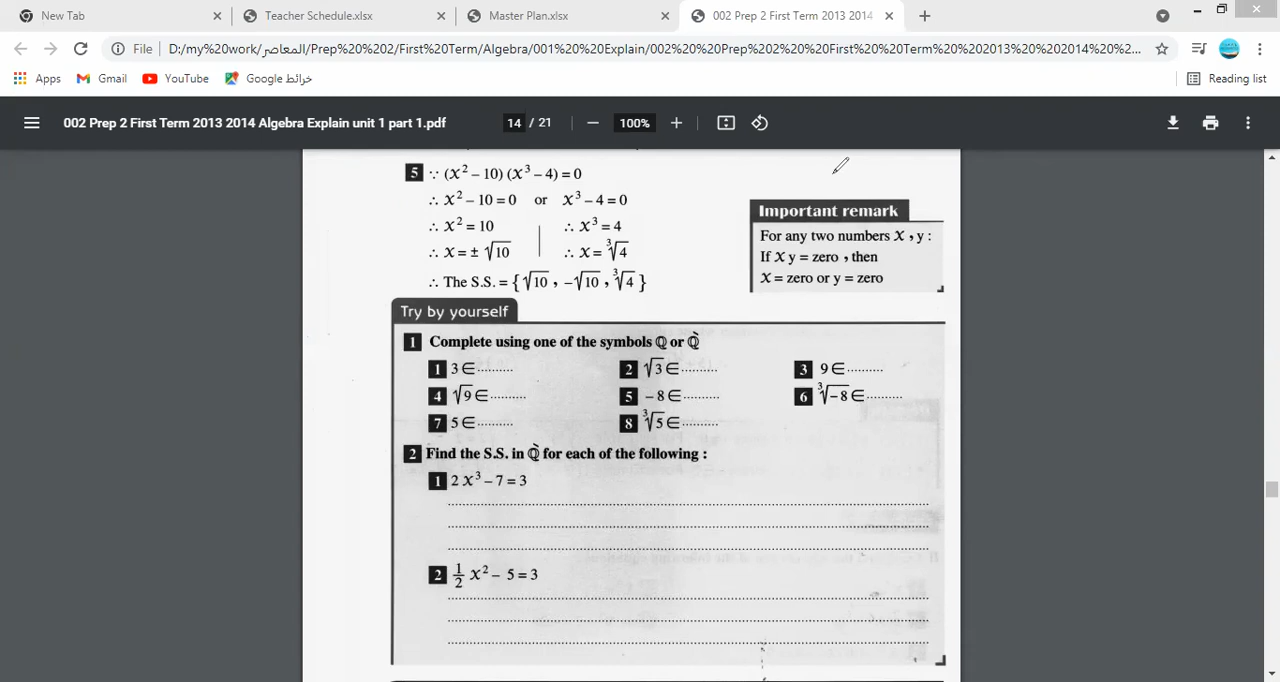 New Tab
Teacher Schedule.xlsx
Master Plan.xlsx
002 Prep 2 First Term 2013 2014
File
D:/my%20work/المعاصر/Prep%20%202/First%20Term/Algebra/001%20%20Explain/002%20%20Prep%202%20%20First%20%20Term%20%202013%20%202014%20%2...
Apps
Gmail
YouTube
خرائط Google
Reading list
002 Prep 2 First Term 2013 2014 Algebra Explain unit 1 part 1.pdf
14 / 21
100%
5 ∵ (x² – 10) (x³ – 4) = 0
∴ x² – 10 = 0 or x³ – 4 = 0
∴ x² = 10 | ∴ x³ = 4
∴ x = ± √10 | ∴ x = ∛4
∴ The S.S. = { √10 , – √10 , ∛4 }
Important remark
For any two numbers x , y :
If x y = zero , then
x = zero or y = zero
Try by yourself
1 Complete using one of the symbols ℚ or ℚ̀
1 3 ∈ ......... 2 √3 ∈ ......... 3 9 ∈ .........
4 √9 ∈ ......... 5 – 8 ∈ ......... 6 ∛–8 ∈ .........
7 5 ∈ ......... 8 ∛5 ∈ .........
2 Find the S.S. in ℚ̀ for each of the following :
1 2 x³ – 7 = 3
2 ½ x² – 5 = 3